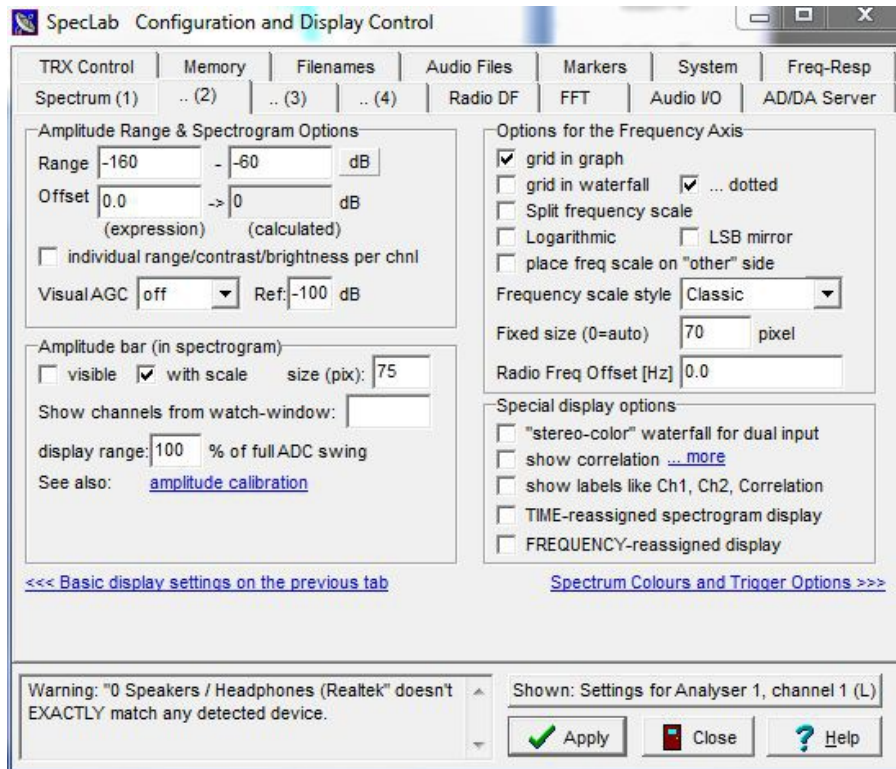 SpecLab Configuration and Display Control
X
TRX Control Memory Filenames Audio Files Markers System Freq-Resp
Spectrum (1) .. (2) .. (3) .. (4) Radio DF FFT Audio I/O AD/DA Server
Amplitude Range & Spectrogram Options
Range -160 - -60 dB
Offset 0.0 -> 0 dB
(expression) (calculated)
individual range/contrast/brightness per chnl
Visual AGC off Ref: -100 dB
Amplitude bar (in spectrogram)
visible with scale size (pix): 75
Show channels from watch-window:
display range: 100 % of full ADC swing
See also: amplitude calibration
Options for the Frequency Axis
grid in graph
grid in waterfall ... dotted
Split frequency scale
Logarithmic LSB mirror
place freq scale on "other" side
Frequency scale style Classic
Fixed size (0=auto) 70 pixel
Radio Freq Offset [Hz] 0.0
Special display options
"stereo-color" waterfall for dual input
show correlation ... more
show labels like Ch1, Ch2, Correlation
TIME-reassigned spectrogram display
FREQUENCY-reassigned display
<<< Basic display settings on the previous tab Spectrum Colours and Trigger Options >>>
Warning: "0 Speakers / Headphones (Realtek" doesn't
EXACTLY match any detected device.
Shown: Settings for Analyser 1, channel 1 (L)
Apply Close ? Help